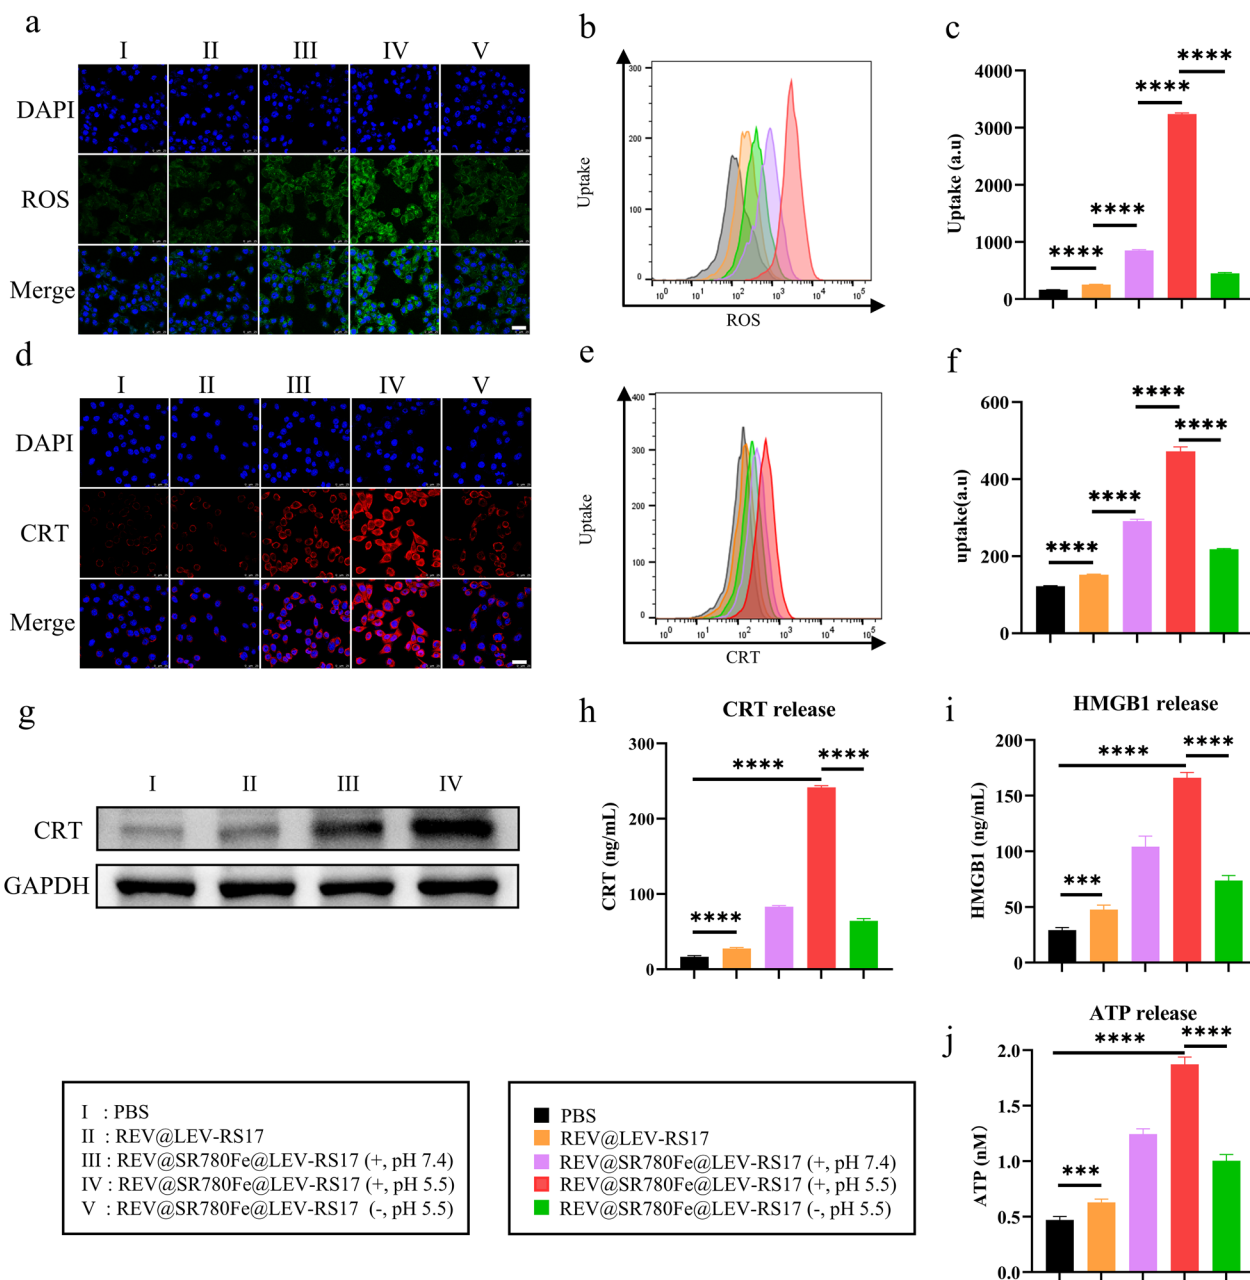 a
I II III IV V
DAPI
ROS
Merge
b
300
200
100
0
Uptake
10^0 10^1 10^2 10^3 10^4 10^5
ROS
c
4000
3000
2000
1000
0
Uptake (a.u)
**** **** **** ****
d
I II III IV V
DAPI
CRT
Merge
e
400
300
200
100
0
Uptake
10^0 10^1 10^2 10^3 10^4 10^5
CRT
f
600
400
200
0
uptake(a.u)
**** **** **** ****
g
I II III IV
CRT
GAPDH
h
CRT release
300
200
100
0
CRT (ng/mL)
**** **** ****
i
HMGB1 release
200
150
100
50
0
HMGB1 (ng/mL)
*** **** ****
j
ATP release
2.0
1.5
1.0
0.5
0.0
ATP (nM)
*** **** ****
I : PBS
II : REV@LEV-RS17
III : REV@SR780Fe@LEV-RS17 (+, pH 7.4)
IV : REV@SR780Fe@LEV-RS17 (+, pH 5.5)
V : REV@SR780Fe@LEV-RS17 (-, pH 5.5)
PBS
REV@LEV-RS17
REV@SR780Fe@LEV-RS17 (+, pH 7.4)
REV@SR780Fe@LEV-RS17 (+, pH 5.5)
REV@SR780Fe@LEV-RS17 (-, pH 5.5)